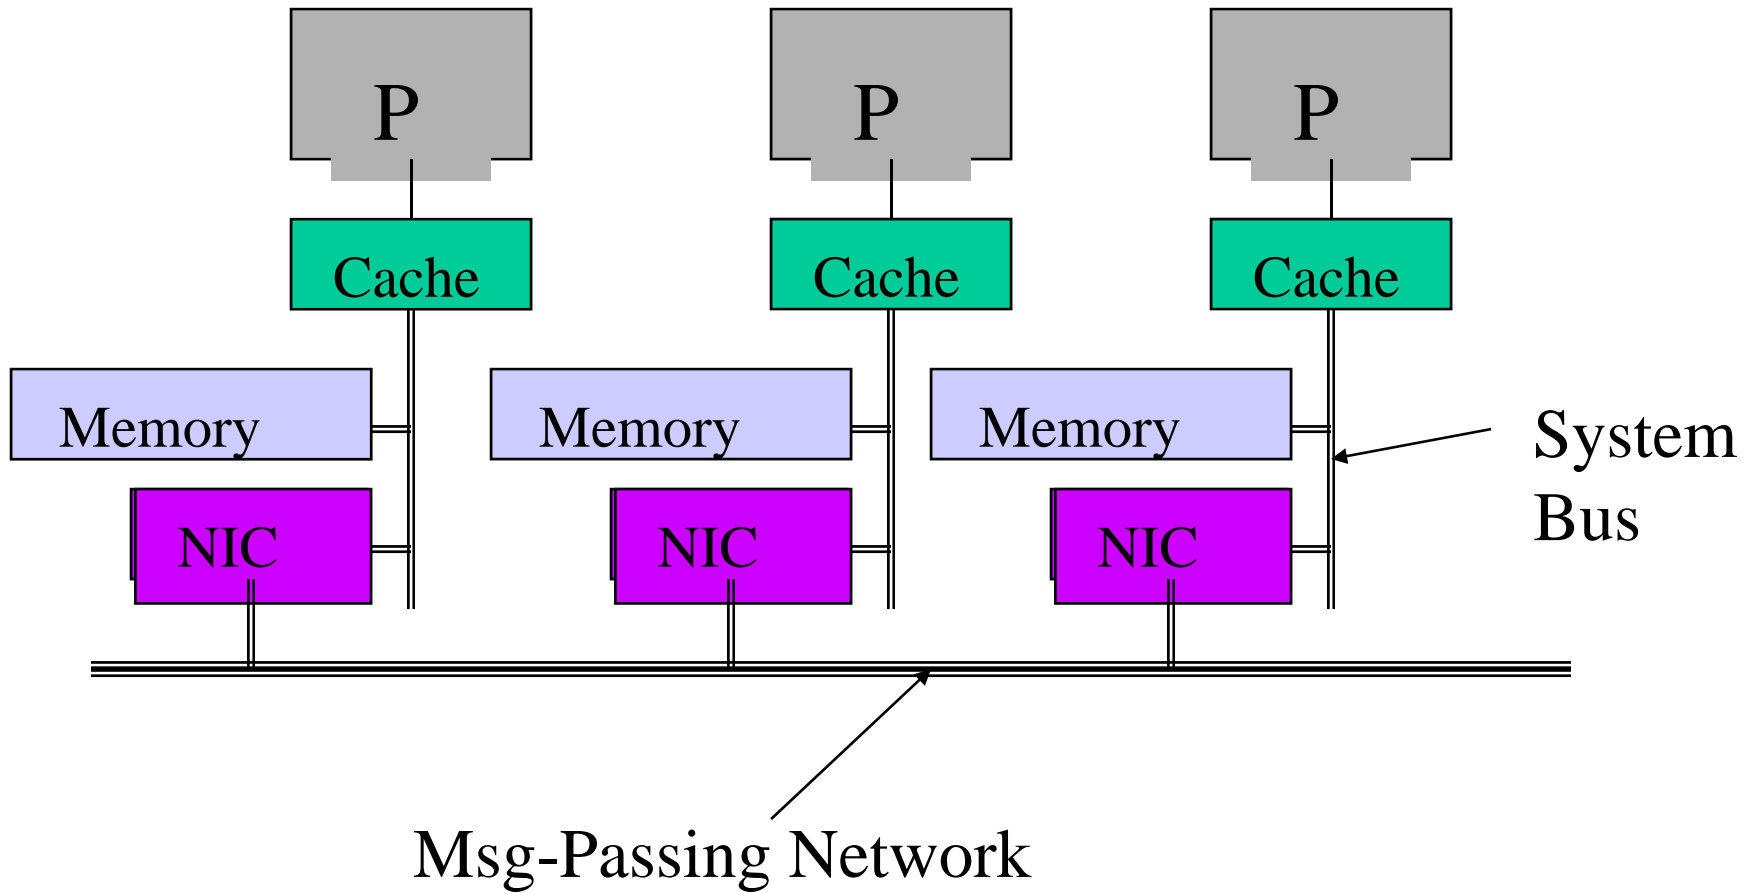 P
P
P
Cache
Cache
Cache
Memory
Memory
Memory
System
Bus
NIC
NIC
NIC
Msg-Passing Network